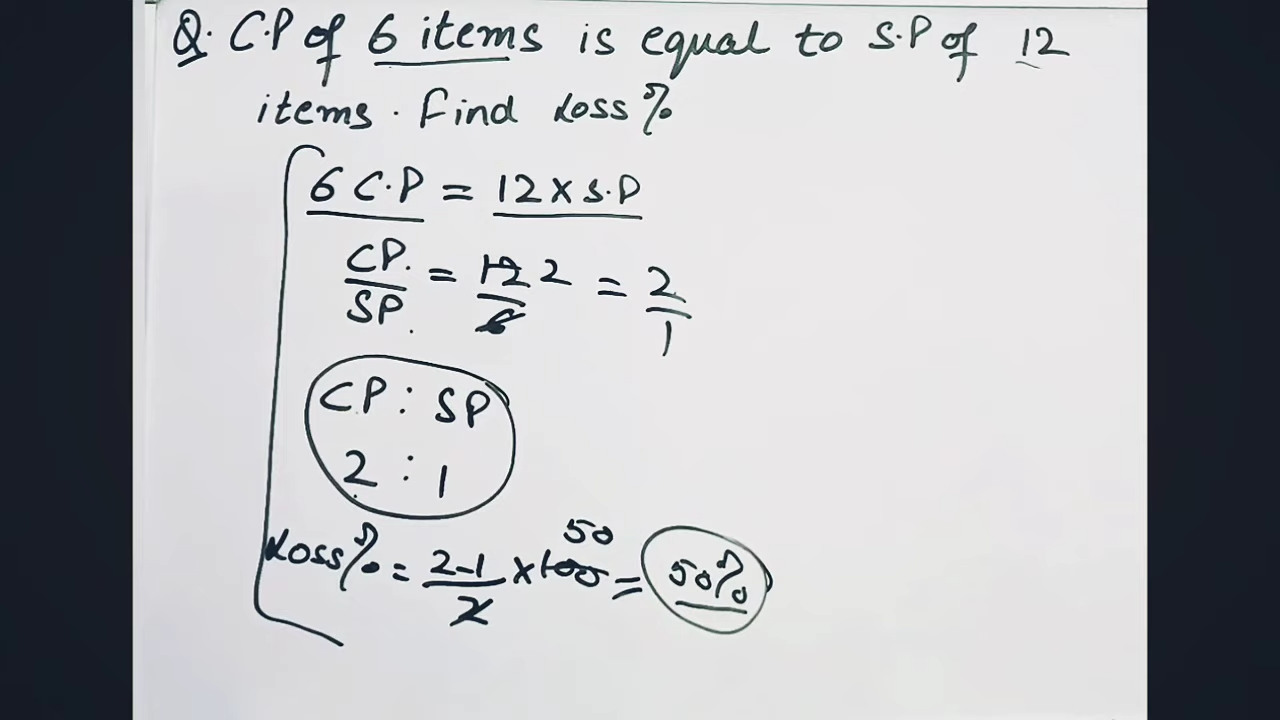 Q. C.P of 6 items is equal to S.P of 12
items. Find Loss %
6 C.P = 12 x S.P
CP/SP = 12/6 2 = 2/1
CP : SP
2 : 1
Loss% = 2-1/2 x 100 50 = 50%